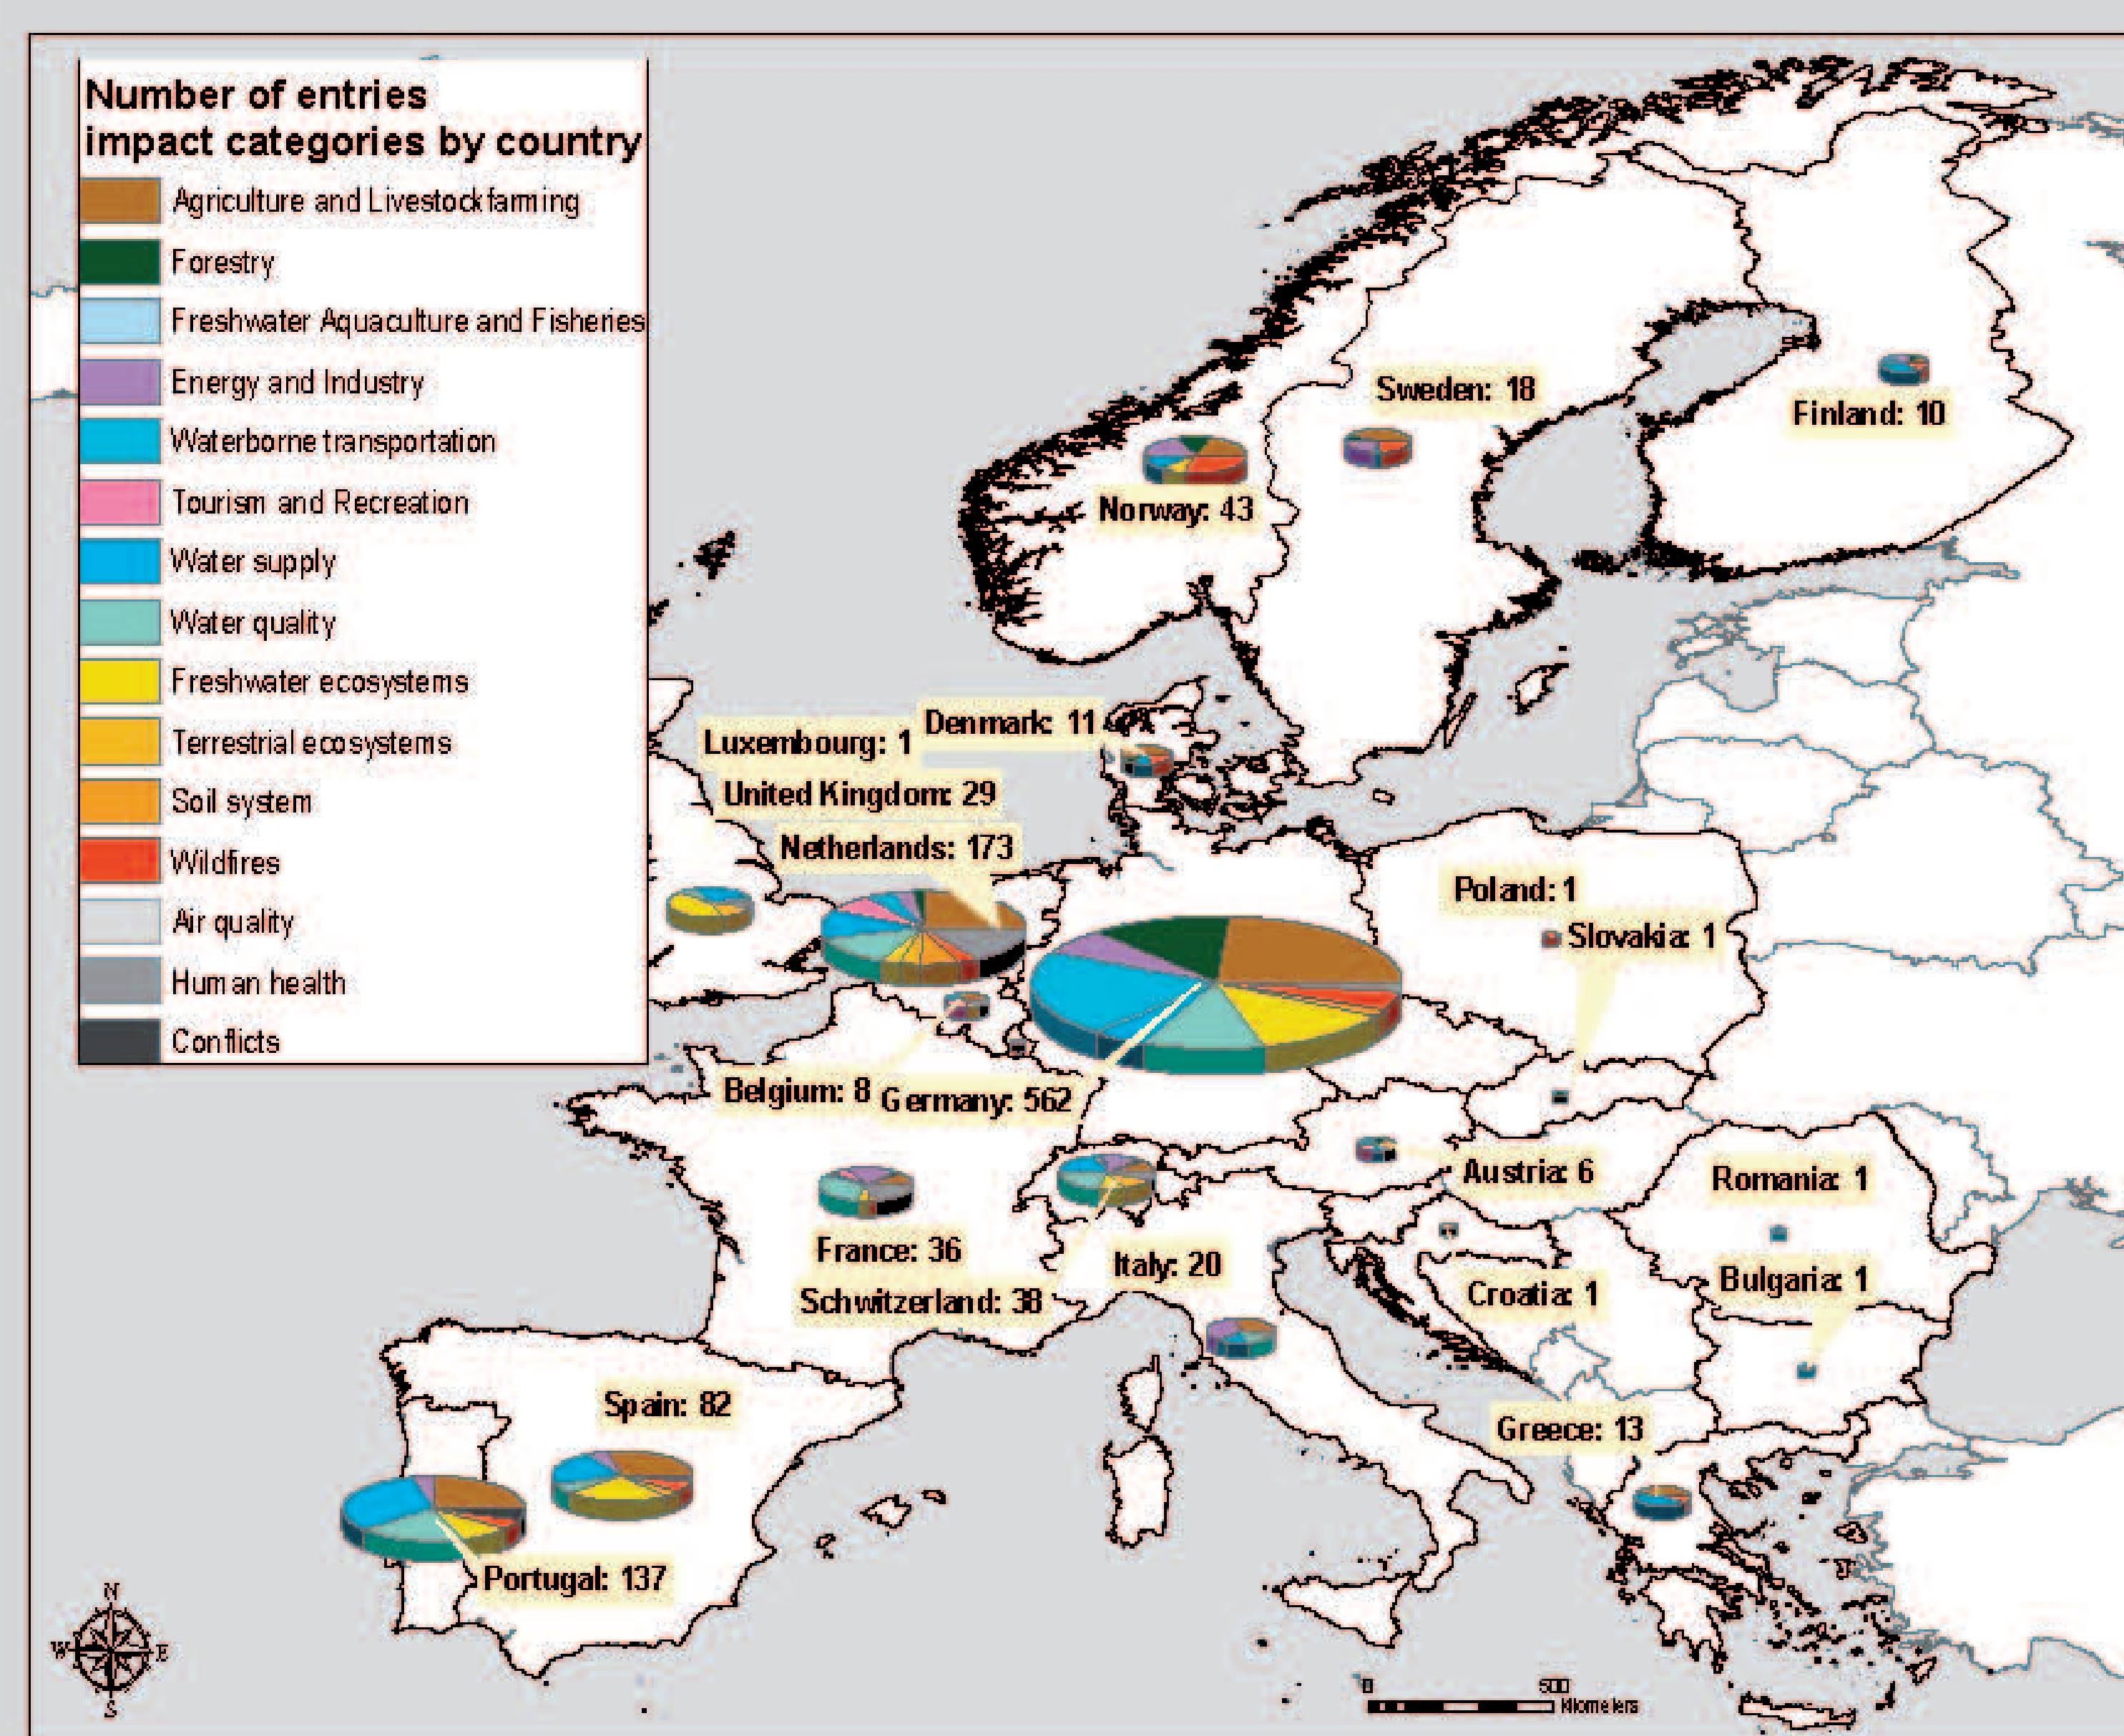 Number of entries
impact categories by country
Agriculture and Livestockfarming
Forestry
Freshwater Aquaculture and Fisheries
Energy and Industry
Waterborne transportation
Tourism and Recreation
Water supply
Water quality
Freshwater ecosystems
Terrestrial ecosystems
Soil system
Wildfires
Air quality
Human health
Conflicts
Sweden: 18
Finland: 10
Norway: 43
Denmark: 11
Luxembourg: 1
United Kingdom: 29
Netherlands: 173
Poland: 1
Slovakia: 1
Belgium: 8
Germany: 562
Austria: 6
Romania: 1
France: 36
Italy: 20
Schwitzerland: 38
Croatia: 1
Bulgaria: 1
Spain: 82
Greece: 13
Portugal: 137
N
W E
S
0 500
Kilometers